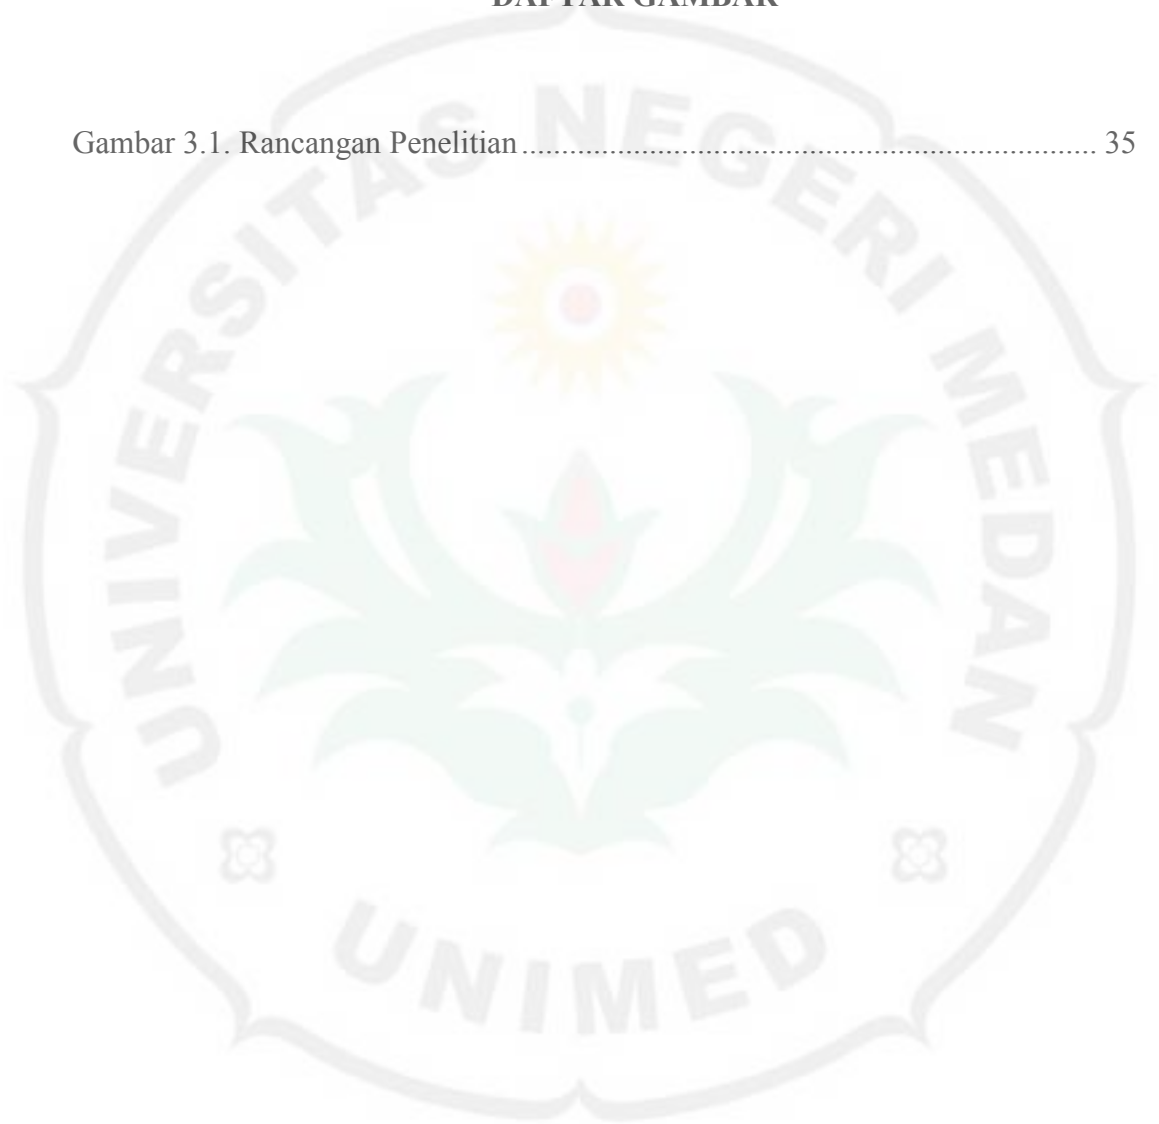 DAFTAR GAMBAR
Gambar 3.1. Rancangan Penelitian ........................................................................ 35
UNIVERSITAS NEGERI MEDAN
UNIMED